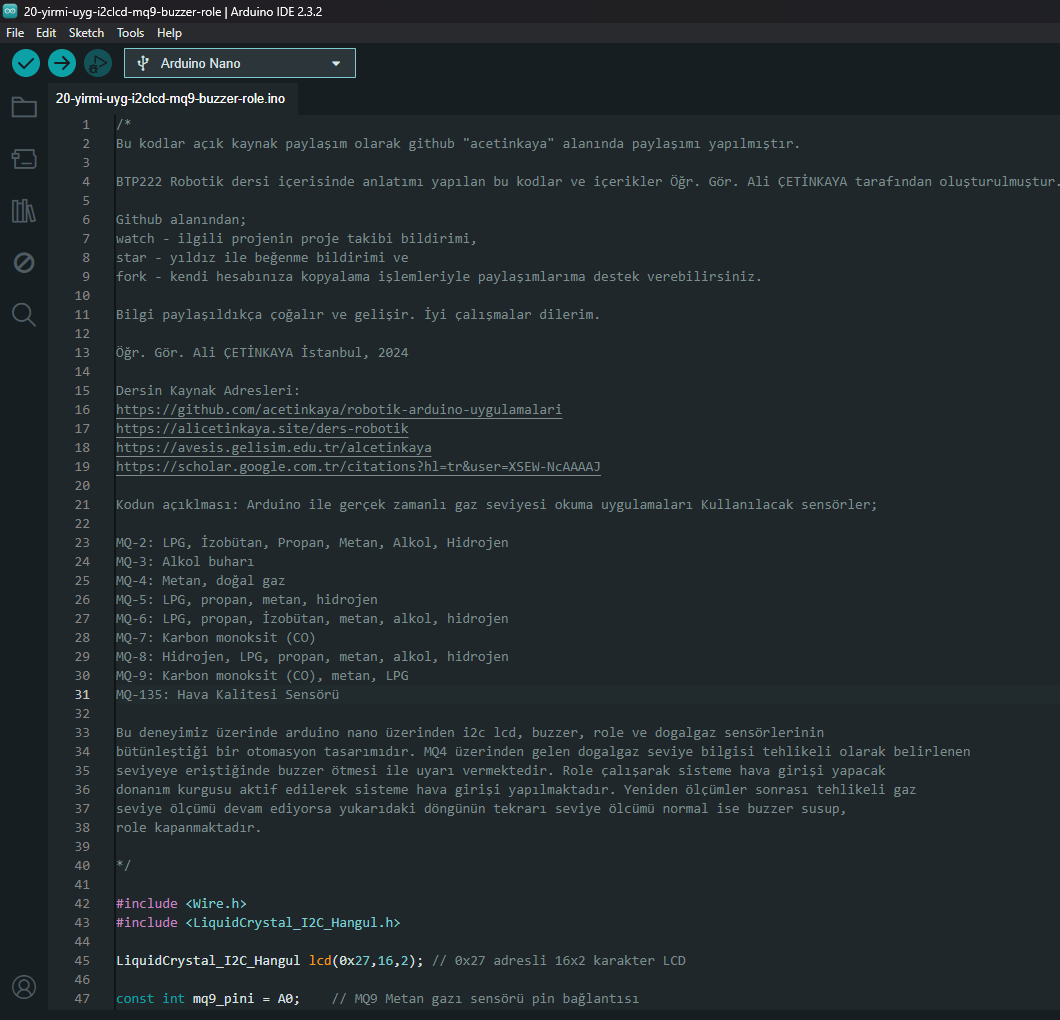 20-yirmi-uyg-i2clcd-mq9-buzzer-role | Arduino IDE 2.3.2
File Edit Sketch Tools Help
Arduino Nano
20-yirmi-uyg-i2clcd-mq9-buzzer-role.ino
1 /*
2 Bu kodlar açık kaynak paylaşım olarak github "acetinkaya" alanında paylaşımı yapılmıştır.
3
4 BTP222 Robotik dersi içerisinde anlatımı yapılan bu kodlar ve içerikler Öğr. Gör. Ali ÇETİNKAYA tarafından oluşturulmuştur.
5
6 Github alanından;
7 watch - ilgili projenin proje takibi bildirimi,
8 star - yıldız ile beğenme bildirimi ve
9 fork - kendi hesabınıza kopyalama işlemleriyle paylaşımlarıma destek verebilirsiniz.
10
11 Bilgi paylaşıldıkça çoğalır ve gelişir. İyi çalışmalar dilerim.
12
13 Öğr. Gör. Ali ÇETİNKAYA İstanbul, 2024
14
15 Dersin Kaynak Adresleri:
16 https://github.com/acetinkaya/robotik-arduino-uygulamalari
17 https://alicetinkaya.site/ders-robotik
18 https://avesis.gelisim.edu.tr/alcetinkaya
19 https://scholar.google.com.tr/citations?hl=tr&user=XSEW-NcAAAAJ
20
21 Kodun açıklması: Arduino ile gerçek zamanlı gaz seviyesi okuma uygulamaları Kullanılacak sensörler;
22
23 MQ-2: LPG, İzobütan, Propan, Metan, Alkol, Hidrojen
24 MQ-3: Alkol buharı
25 MQ-4: Metan, doğal gaz
26 MQ-5: LPG, propan, metan, hidrojen
27 MQ-6: LPG, propan, İzobütan, metan, alkol, hidrojen
28 MQ-7: Karbon monoksit (CO)
29 MQ-8: Hidrojen, LPG, propan, metan, alkol, hidrojen
30 MQ-9: Karbon monoksit (CO), metan, LPG
31 MQ-135: Hava Kalitesi Sensörü
32
33 Bu deneyimiz üzerinde arduino nano üzerinden i2c lcd, buzzer, role ve dogalgaz sensörlerinin
34 bütünleştiği bir otomasyon tasarımıdır. MQ4 üzerinden gelen dogalgaz seviye bilgisi tehlikeli olarak belirlenen
35 seviyeye eriştiğinde buzzer ötmesi ile uyarı vermektedir. Role çalışarak sisteme hava girişi yapacak
36 donanım kurgusu aktif edilerek sisteme hava girişi yapılmaktadır. Yeniden ölçümler sonrası tehlikeli gaz
37 seviye ölçümü devam ediyorsa yukarıdaki döngünün tekrarı seviye ölcümü normal ise buzzer susup,
38 role kapanmaktadır.
39
40 */
41
42 #include <Wire.h>
43 #include <LiquidCrystal_I2C_Hangul.h>
44
45 LiquidCrystal_I2C_Hangul lcd(0x27,16,2); // 0x27 adresli 16x2 karakter LCD
46
47 const int mq9_pini = A0; // MQ9 Metan gazı sensörü pin bağlantısı